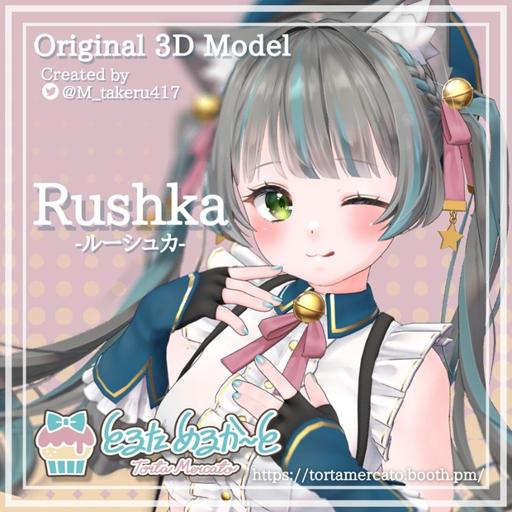 Original 3D Model
Created by
@M_takeru417
Rushka
-ルーシュカ-
とるた めるか〜と
Torta Mercato
https://tortamercato.booth.pm/